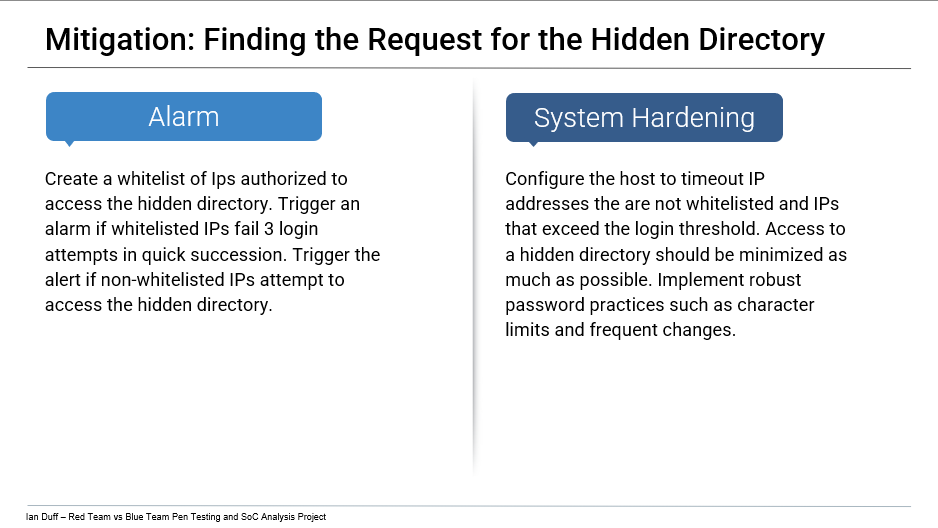 Mitigation: Finding the Request for the Hidden Directory
Alarm
Create a whitelist of Ips authorized to
access the hidden directory. Trigger an
alarm if whitelisted IPs fail 3 login
attempts in quick succession. Trigger the
alert if non-whitelisted IPs attempt to
access the hidden directory.
System Hardening
Configure the host to timeout IP
addresses the are not whitelisted and IPs
that exceed the login threshold. Access to
a hidden directory should be minimized as
much as possible. Implement robust
password practices such as character
limits and frequent changes.
Ian Duff – Red Team vs Blue Team Pen Testing and SoC Analysis Project